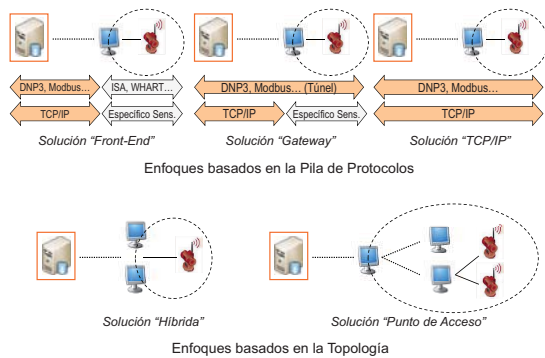 DNP3, Modbus… ISA, WHART… DNP3, Modbus… (Túnel) DNP3, Modbus…
TCP/IP Específico Sens. TCP/IP Específico Sens. TCP/IP
Solución “Front-End” Solución “Gateway” Solución “TCP/IP”
Enfoques basados en la Pila de Protocolos
Solución “Híbrida” Solución “Punto de Acceso”
Enfoques basados en la Topología